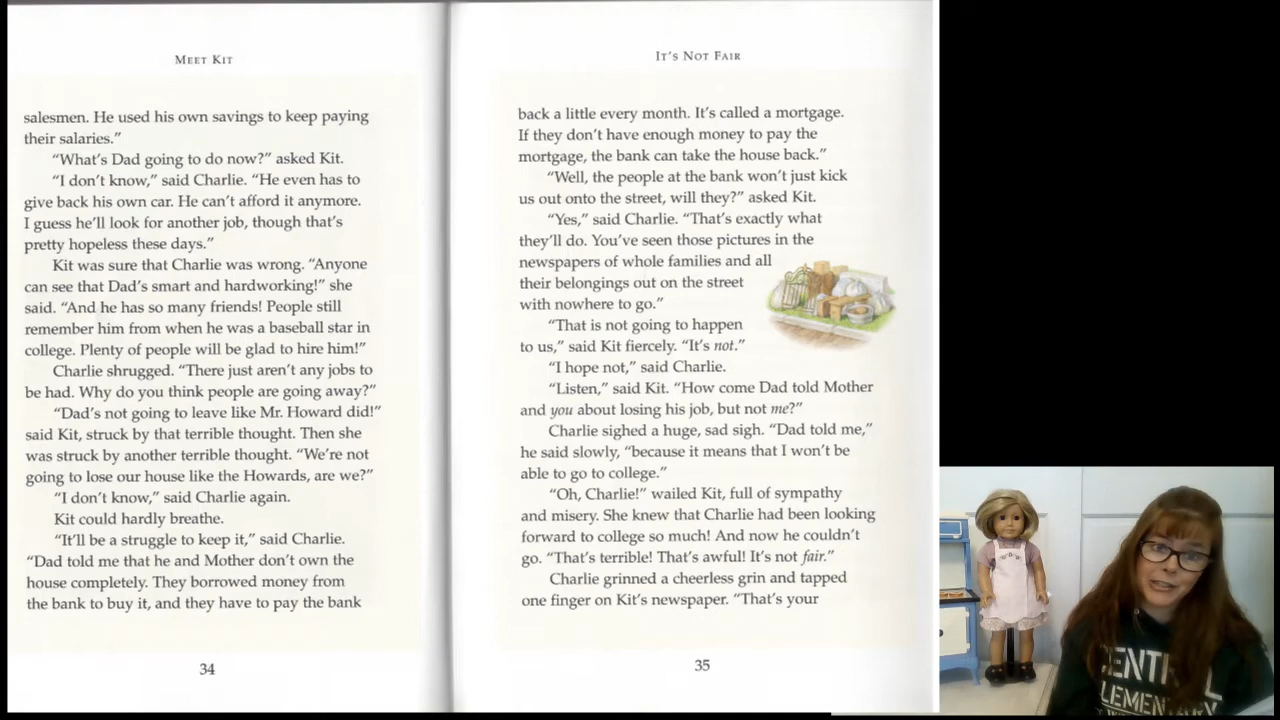 MEET KIT
salesmen. He used his own savings to keep paying
their salaries.”
“What’s Dad going to do now?” asked Kit.
“I don’t know,” said Charlie. “He even has to
give back his own car. He can’t afford it anymore.
I guess he’ll look for another job, though that’s
pretty hopeless these days.”
Kit was sure that Charlie was wrong. “Anyone
can see that Dad’s smart and hardworking!” she
said. “And he has so many friends! People still
remember him from when he was a baseball star in
college. Plenty of people will be glad to hire him!”
Charlie shrugged. “There just aren’t any jobs to
be had. Why do you think people are going away?”
“Dad’s not going to leave like Mr. Howard did!”
said Kit, struck by that terrible thought. Then she
was struck by another terrible thought. “We’re not
going to lose our house like the Howards, are we?”
“I don’t know,” said Charlie again.
Kit could hardly breathe.
“It’ll be a struggle to keep it,” said Charlie.
“Dad told me that he and Mother don’t own the
house completely. They borrowed money from
the bank to buy it, and they have to pay the bank
34
IT’S NOT FAIR
back a little every month. It’s called a mortgage.
If they don’t have enough money to pay the
mortgage, the bank can take the house back.”
“Well, the people at the bank won’t just kick
us out onto the street, will they?” asked Kit.
“Yes,” said Charlie. “That’s exactly what
they’ll do. You’ve seen those pictures in the
newspapers of whole families and all
their belongings out on the street
with nowhere to go.”
“That is not going to happen
to us,” said Kit fiercely. “It’s not.”
“I hope not,” said Charlie.
“Listen,” said Kit. “How come Dad told Mother
and you about losing his job, but not me?”
Charlie sighed a huge, sad sigh. “Dad told me,”
he said slowly, “because it means that I won’t be
able to go to college.”
“Oh, Charlie!” wailed Kit, full of sympathy
and misery. She knew that Charlie had been looking
forward to college so much! And now he couldn’t
go. “That’s terrible! That’s awful! It’s not fair.”
Charlie grinned a cheerless grin and tapped
one finger on Kit’s newspaper. “That’s your
35
CENTRAL
ELEMENTARY